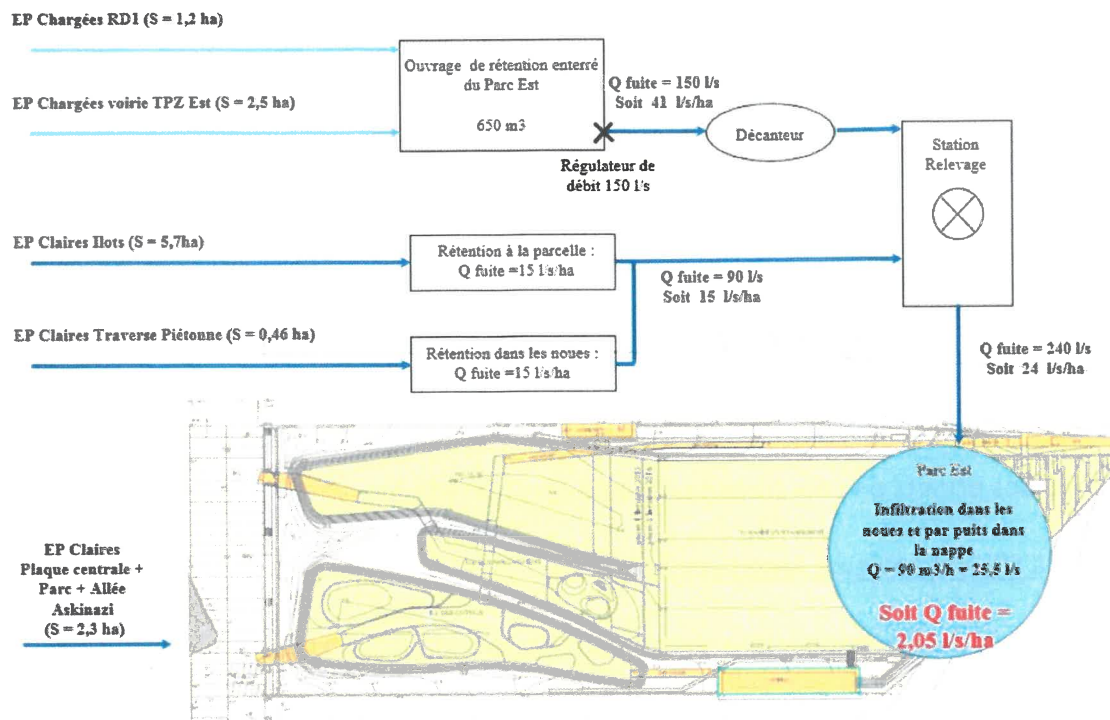 EP Chargées RD1 (S = 1,2 ha)
EP Chargées voirie TPZ Est (S = 2,5 ha)
Ouvrage de rétention enterré
du Parc Est
650 m3
Q fuite = 150 l/s
Soit 41 l/s/ha
Régulateur de
débit 150 l/s
Décanteur
Station
Relevage
EP Claires Ilots (S = 5,7ha)
Rétention à la parcelle :
Q fuite =15 l/s/ha
Q fuite = 90 l/s
Soit 15 l/s/ha
EP Claires Traverse Piétonne (S = 0,46 ha)
Rétention dans les noues :
Q fuite =15 l/s/ha
Q fuite = 240 l/s
Soit 24 l/s/ha
EP Claires
Plaque centrale +
Parc + Allée
Askinazi
(S = 2,3 ha)
Parc Est
Infiltration dans les
noues et par puits dans
la nappe
Q = 90 m3/h = 25,5 l/s
Soit Q fuite =
2,05 l/s/ha